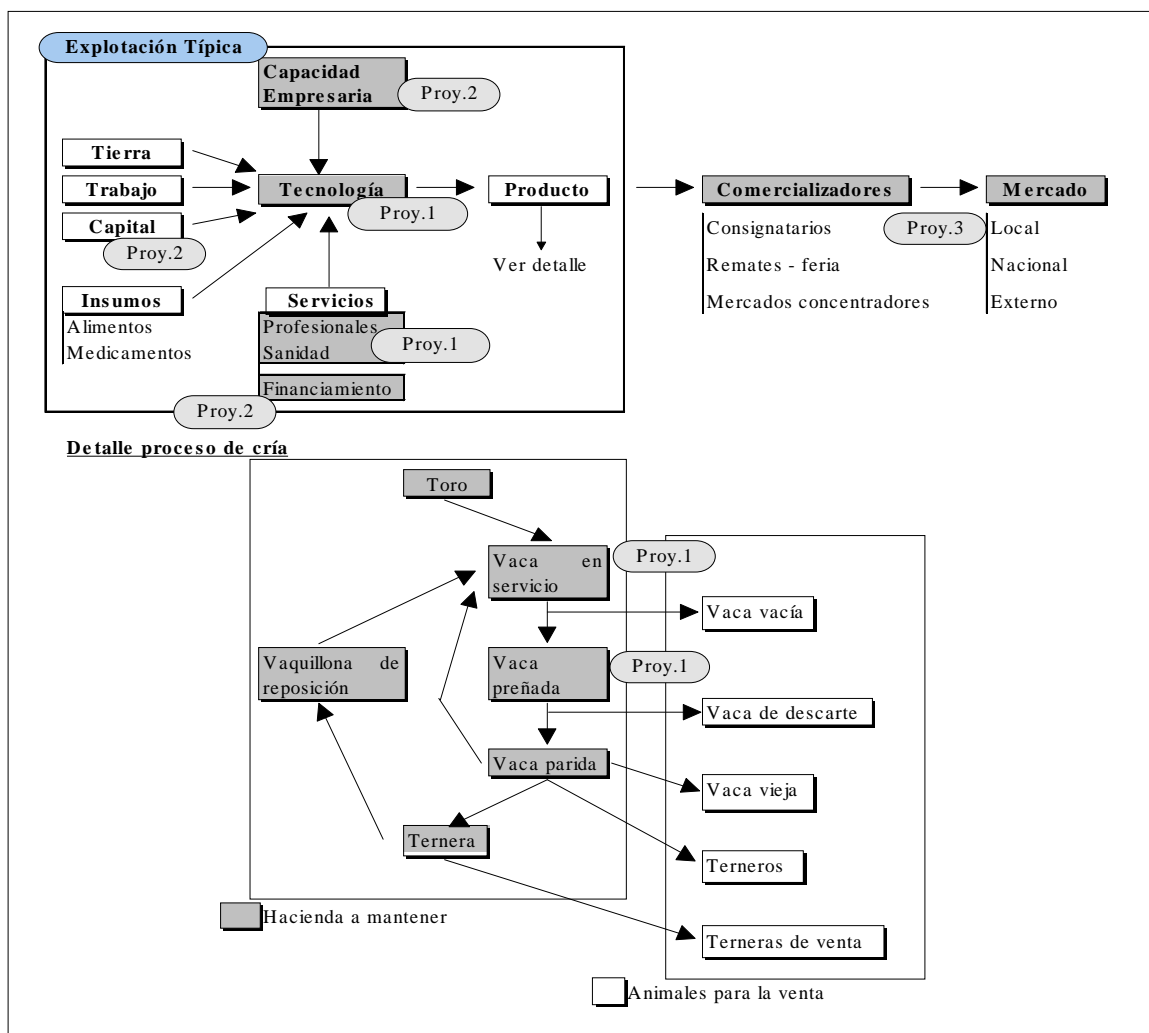 Explotación Típica
Capacidad
Empresaria
Proy.2
Tierra
Trabajo
Tecnología
Producto
Comercializadores
Mercado
Capital
Proy.1
Proy.2
Consignatarios
Proy.3
Local
Ver detalle
Remates - feria
Nacional
Insumos
Servicios
Mercados concentradores
Externo
Alimentos
Profesionales
Medicamentos
Sanidad
Proy.1
Financiamiento
Proy.2
Detalle proceso de cría
Toro
Vaca en
servicio
Proy.1
Vaca vacía
Vaquillona de
reposición
Vaca
preñada
Proy.1
Vaca de descarte
Vaca parida
Vaca vieja
Ternera
Terneros
Hacienda a mantener
Terneras de venta
Animales para la venta